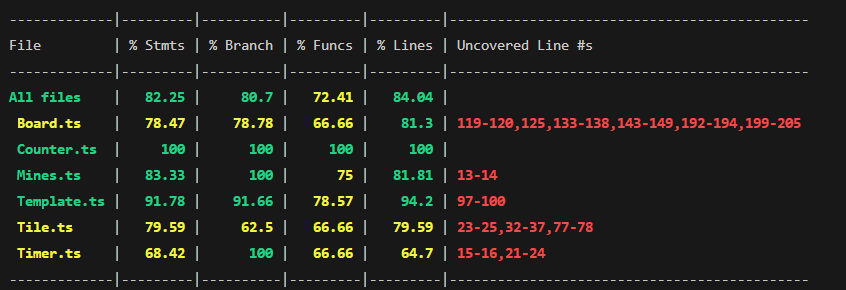 -------------|---------|----------|---------|---------|-------------------------------------------
File         | % Stmts | % Branch | % Funcs | % Lines | Uncovered Line #s
-------------|---------|----------|---------|---------|-------------------------------------------
All files    |   82.25 |     80.7 |   72.41 |   84.04 |
 Board.ts    |   78.47 |    78.78 |   66.66 |    81.3 | 119-120,125,133-138,143-149,192-194,199-205
 Counter.ts  |     100 |      100 |     100 |     100 |
 Mines.ts    |   83.33 |      100 |      75 |   81.81 | 13-14
 Template.ts |   91.78 |    91.66 |   78.57 |    94.2 | 97-100
 Tile.ts     |   79.59 |     62.5 |   66.66 |   79.59 | 23-25,32-37,77-78
 Timer.ts    |   68.42 |      100 |   66.66 |    64.7 | 15-16,21-24
-------------|---------|----------|---------|---------|-------------------------------------------